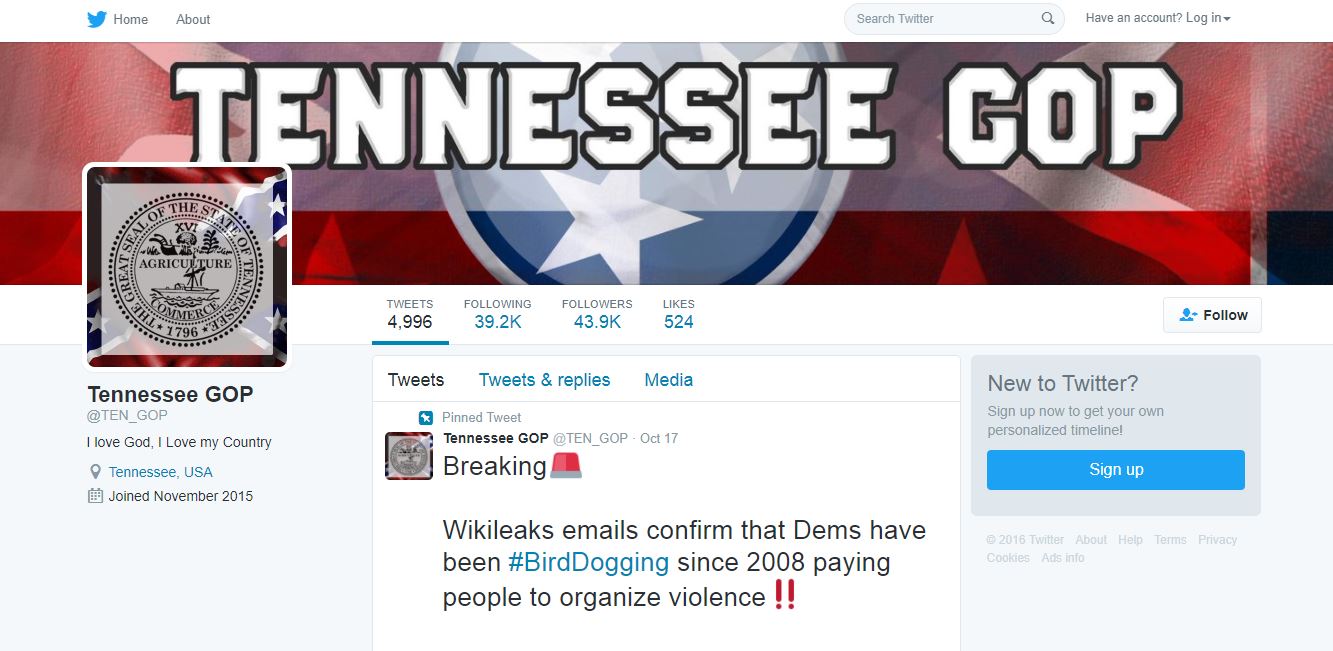 Home About Search Twitter Have an account? Log in
TENNESSEE GOP
THE GREAT SEAL OF THE STATE OF TENNESSEE
XVI
AGRICULTURE
COMMERCE
1796
TWEETS FOLLOWING FOLLOWERS LIKES
4,996 39.2K 43.9K 524
Follow
Tennessee GOP
@TEN_GOP
I love God, I Love my Country
Tennessee, USA
Joined November 2015
Tweets Tweets & replies Media
Pinned Tweet
Tennessee GOP @TEN_GOP · Oct 17
Breaking🚨
Wikileaks emails confirm that Dems have
been #BirdDogging since 2008 paying
people to organize violence‼
New to Twitter?
Sign up now to get your own
personalized timeline!
Sign up
© 2016 Twitter About Help Terms Privacy
Cookies Ads info